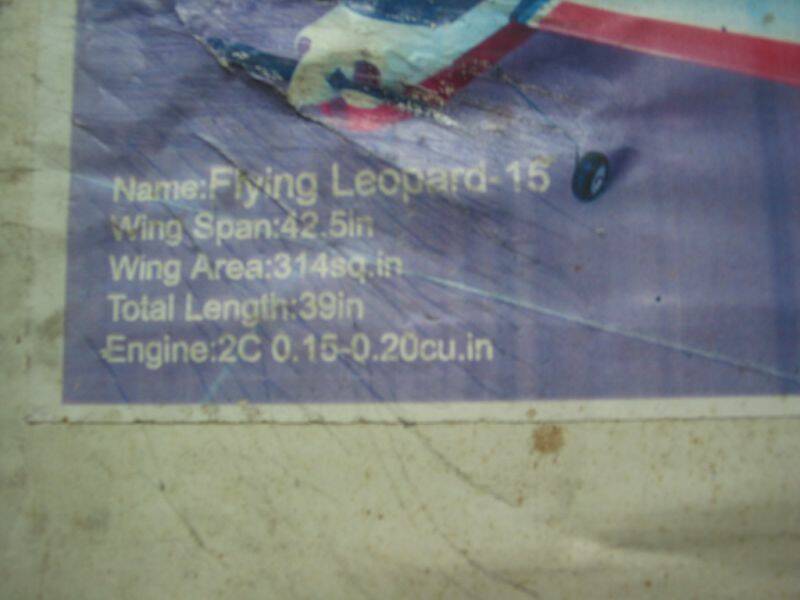 Name:Flying Leopard-15
Wing Span:42.5in
Wing Area:314sq.in
Total Length:39in
Engine:2C 0.15-0.20cu.in